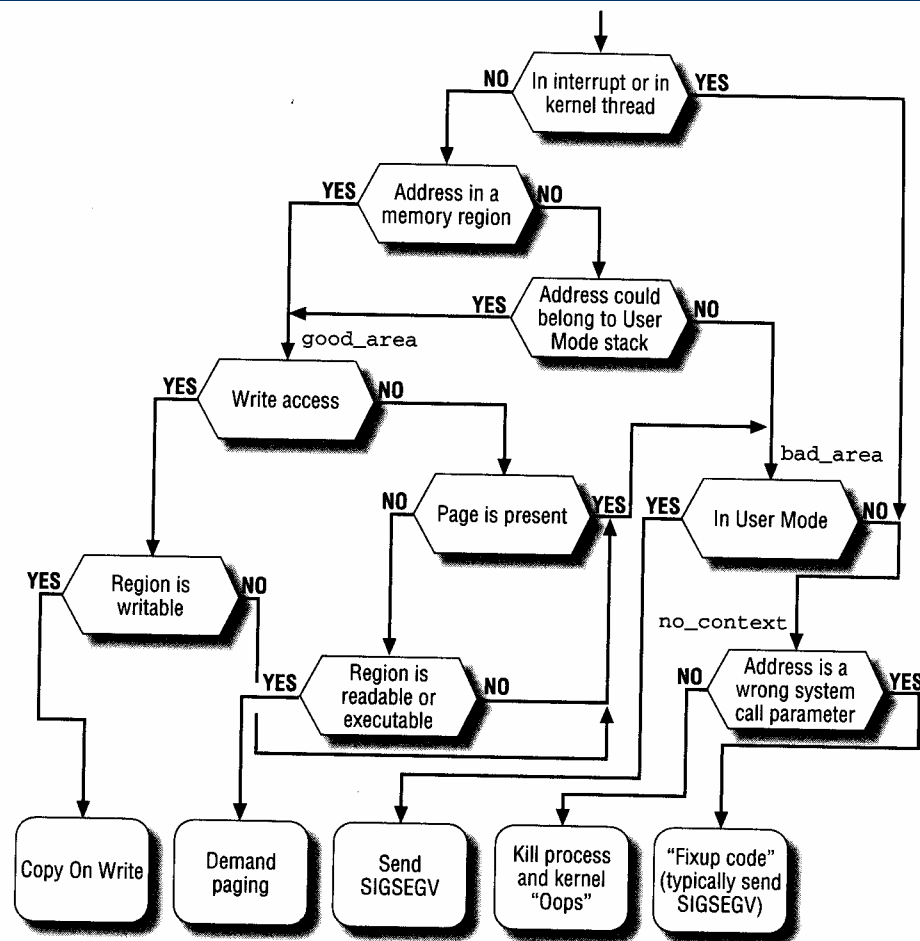 In interrupt or in
kernel thread
NO
YES
Address in a
memory region
YES
NO
Address could
belong to User
Mode stack
YES
NO
good_area
Write access
YES
NO
bad_area
Page is present
NO
YES
In User Mode
YES
NO
Region is
writable
YES
NO
no_context
Region is
readable or
executable
YES
NO
Address is a
wrong system
call parameter
NO
YES
Copy On Write
Demand
paging
Send
SIGSEGV
Kill process
and kernel
"Oops"
"Fixup code"
(typically send
SIGSEGV)